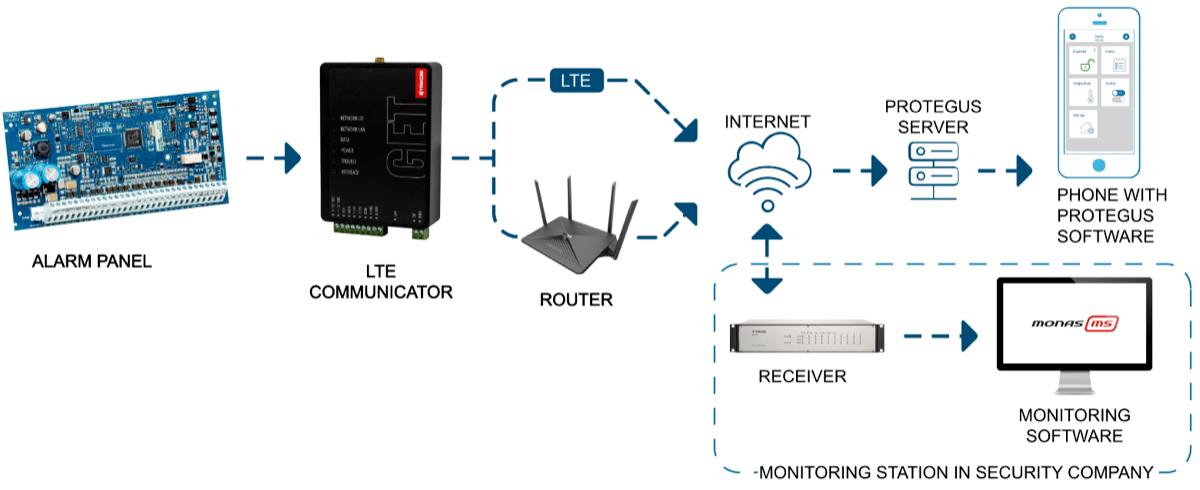 ALARM PANEL
NETWORK LTE
NETWORK LAN
DATA
POWER
TROUBLE
INTERFACE
GET
LTE
COMMUNICATOR
LTE
ROUTER
INTERNET
PROTEGUS
SERVER
PHONE WITH
PROTEGUS
SOFTWARE
RECEIVER
MONAS MS
MONITORING
SOFTWARE
MONITORING STATION IN SECURITY COMPANY